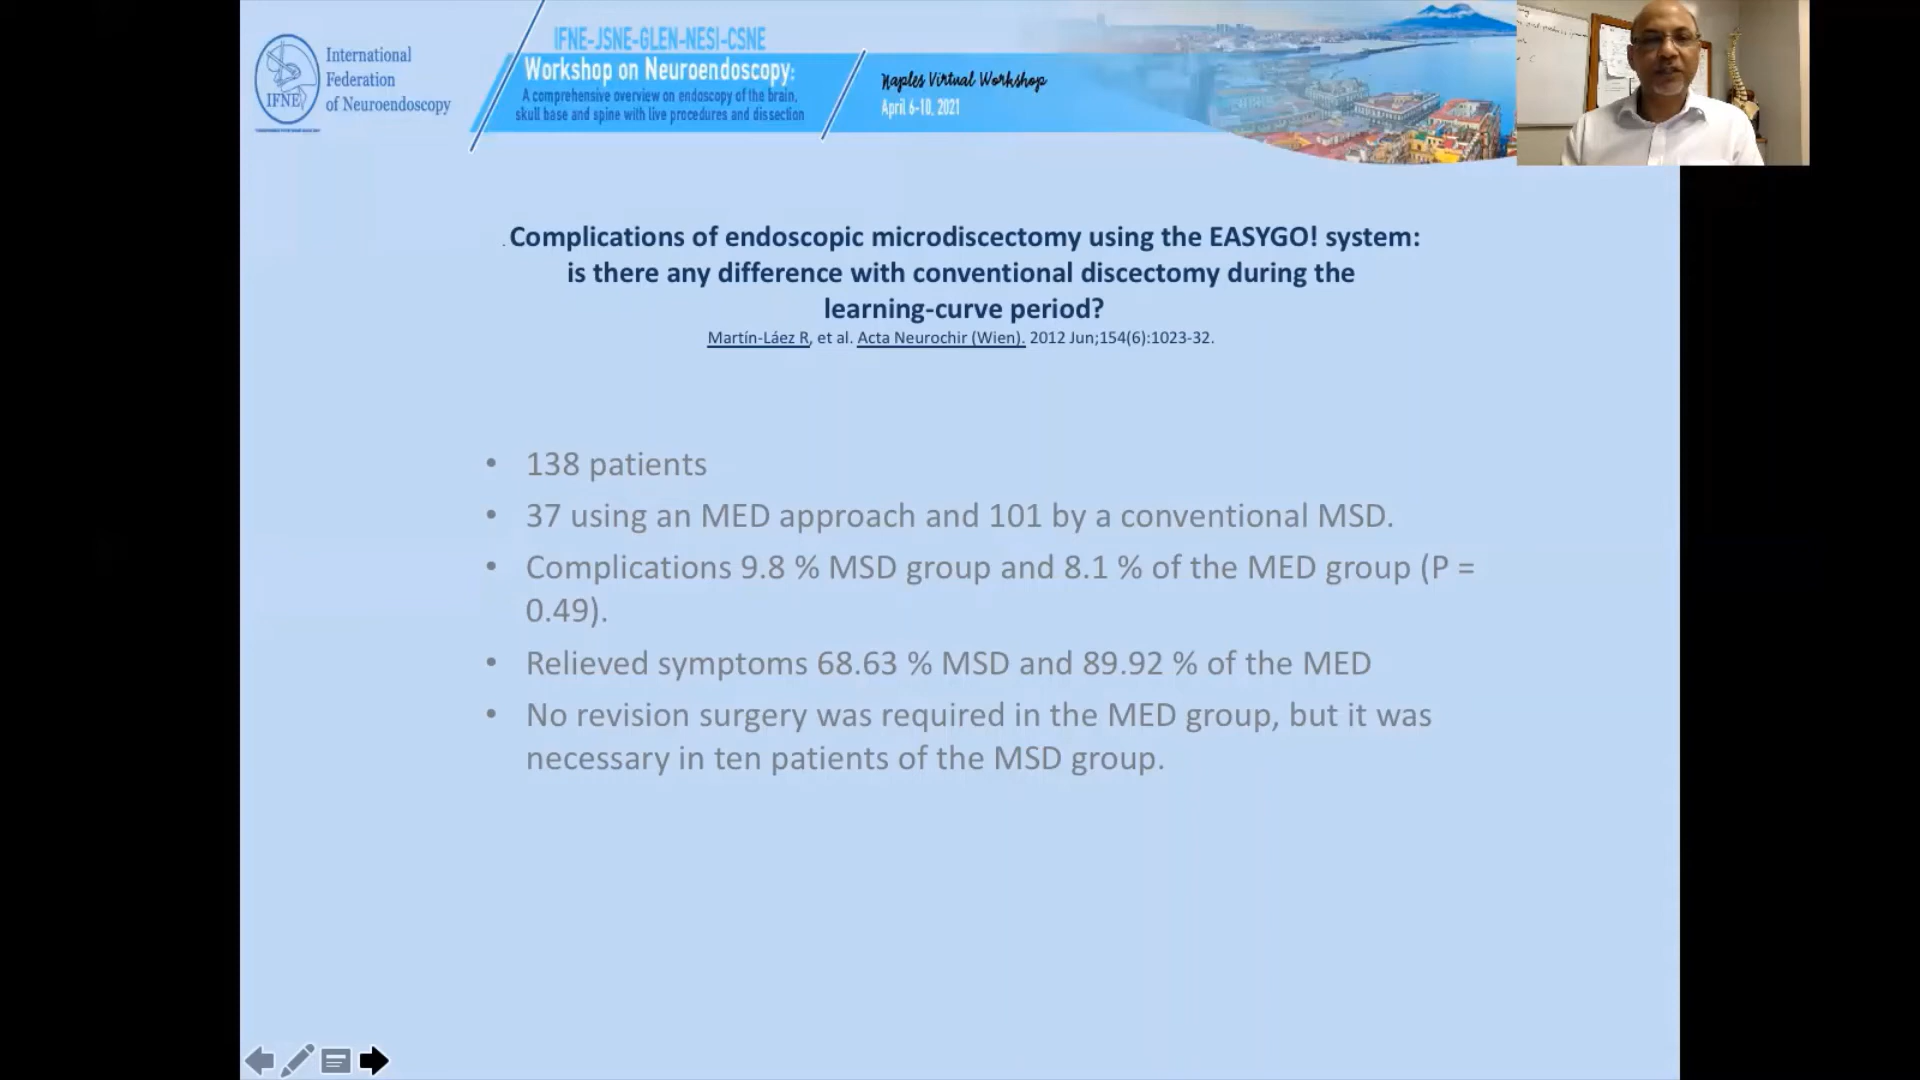 International
Federation
of Neuroendoscopy
IFNE
IFNE-JSNE-GLEN-NESI-CSNE
Workshop on Neuroendoscopy:
A comprehensive overview on endoscopy of the brain,
skull base and spine with live procedures and dissection
Naples Virtual Workshop
April 6-10, 2021
. Complications of endoscopic microdiscectomy using the EASYGO! system:
is there any difference with conventional discectomy during the
learning-curve period?
Martín-Láez R, et al. Acta Neurochir (Wien). 2012 Jun;154(6):1023-32.
• 138 patients
• 37 using an MED approach and 101 by a conventional MSD.
• Complications 9.8 % MSD group and 8.1 % of the MED group (P =
0.49).
• Relieved symptoms 68.63 % MSD and 89.92 % of the MED
• No revision surgery was required in the MED group, but it was
necessary in ten patients of the MSD group.